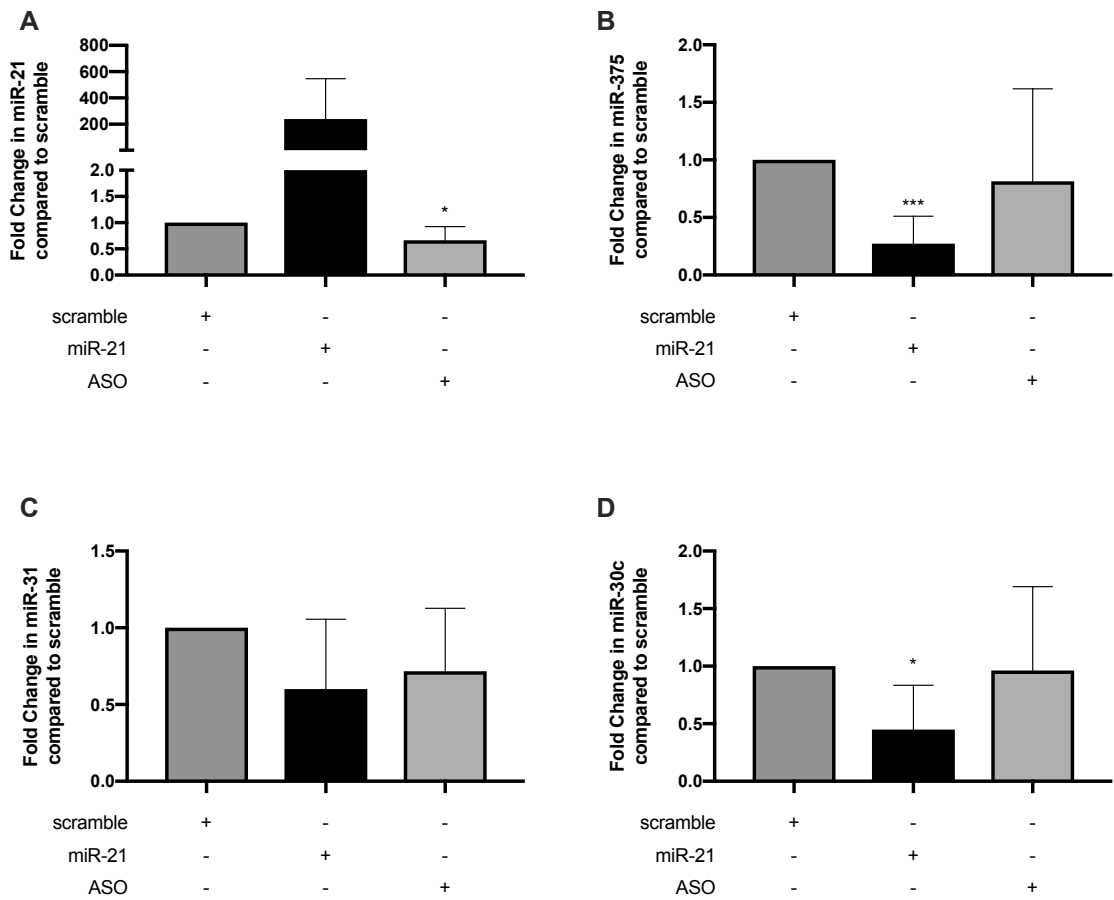 A
Fold Change in miR-21
compared to scramble
800
600
400
200
2.0
1.5
1.0
0.5
0.0
*
scramble + - -
miR-21 - + -
ASO - - +
B
Fold Change in miR-375
compared to scramble
2.0
1.5
1.0
0.5
0.0
***
scramble + - -
miR-21 - + -
ASO - - +
C
Fold Change in miR-31
compared to scramble
1.5
1.0
0.5
0.0
scramble + - -
miR-21 - + -
ASO - - +
D
Fold Change in miR-30c
compared to scramble
2.0
1.5
1.0
0.5
0.0
*
scramble + - -
miR-21 - + -
ASO - - +